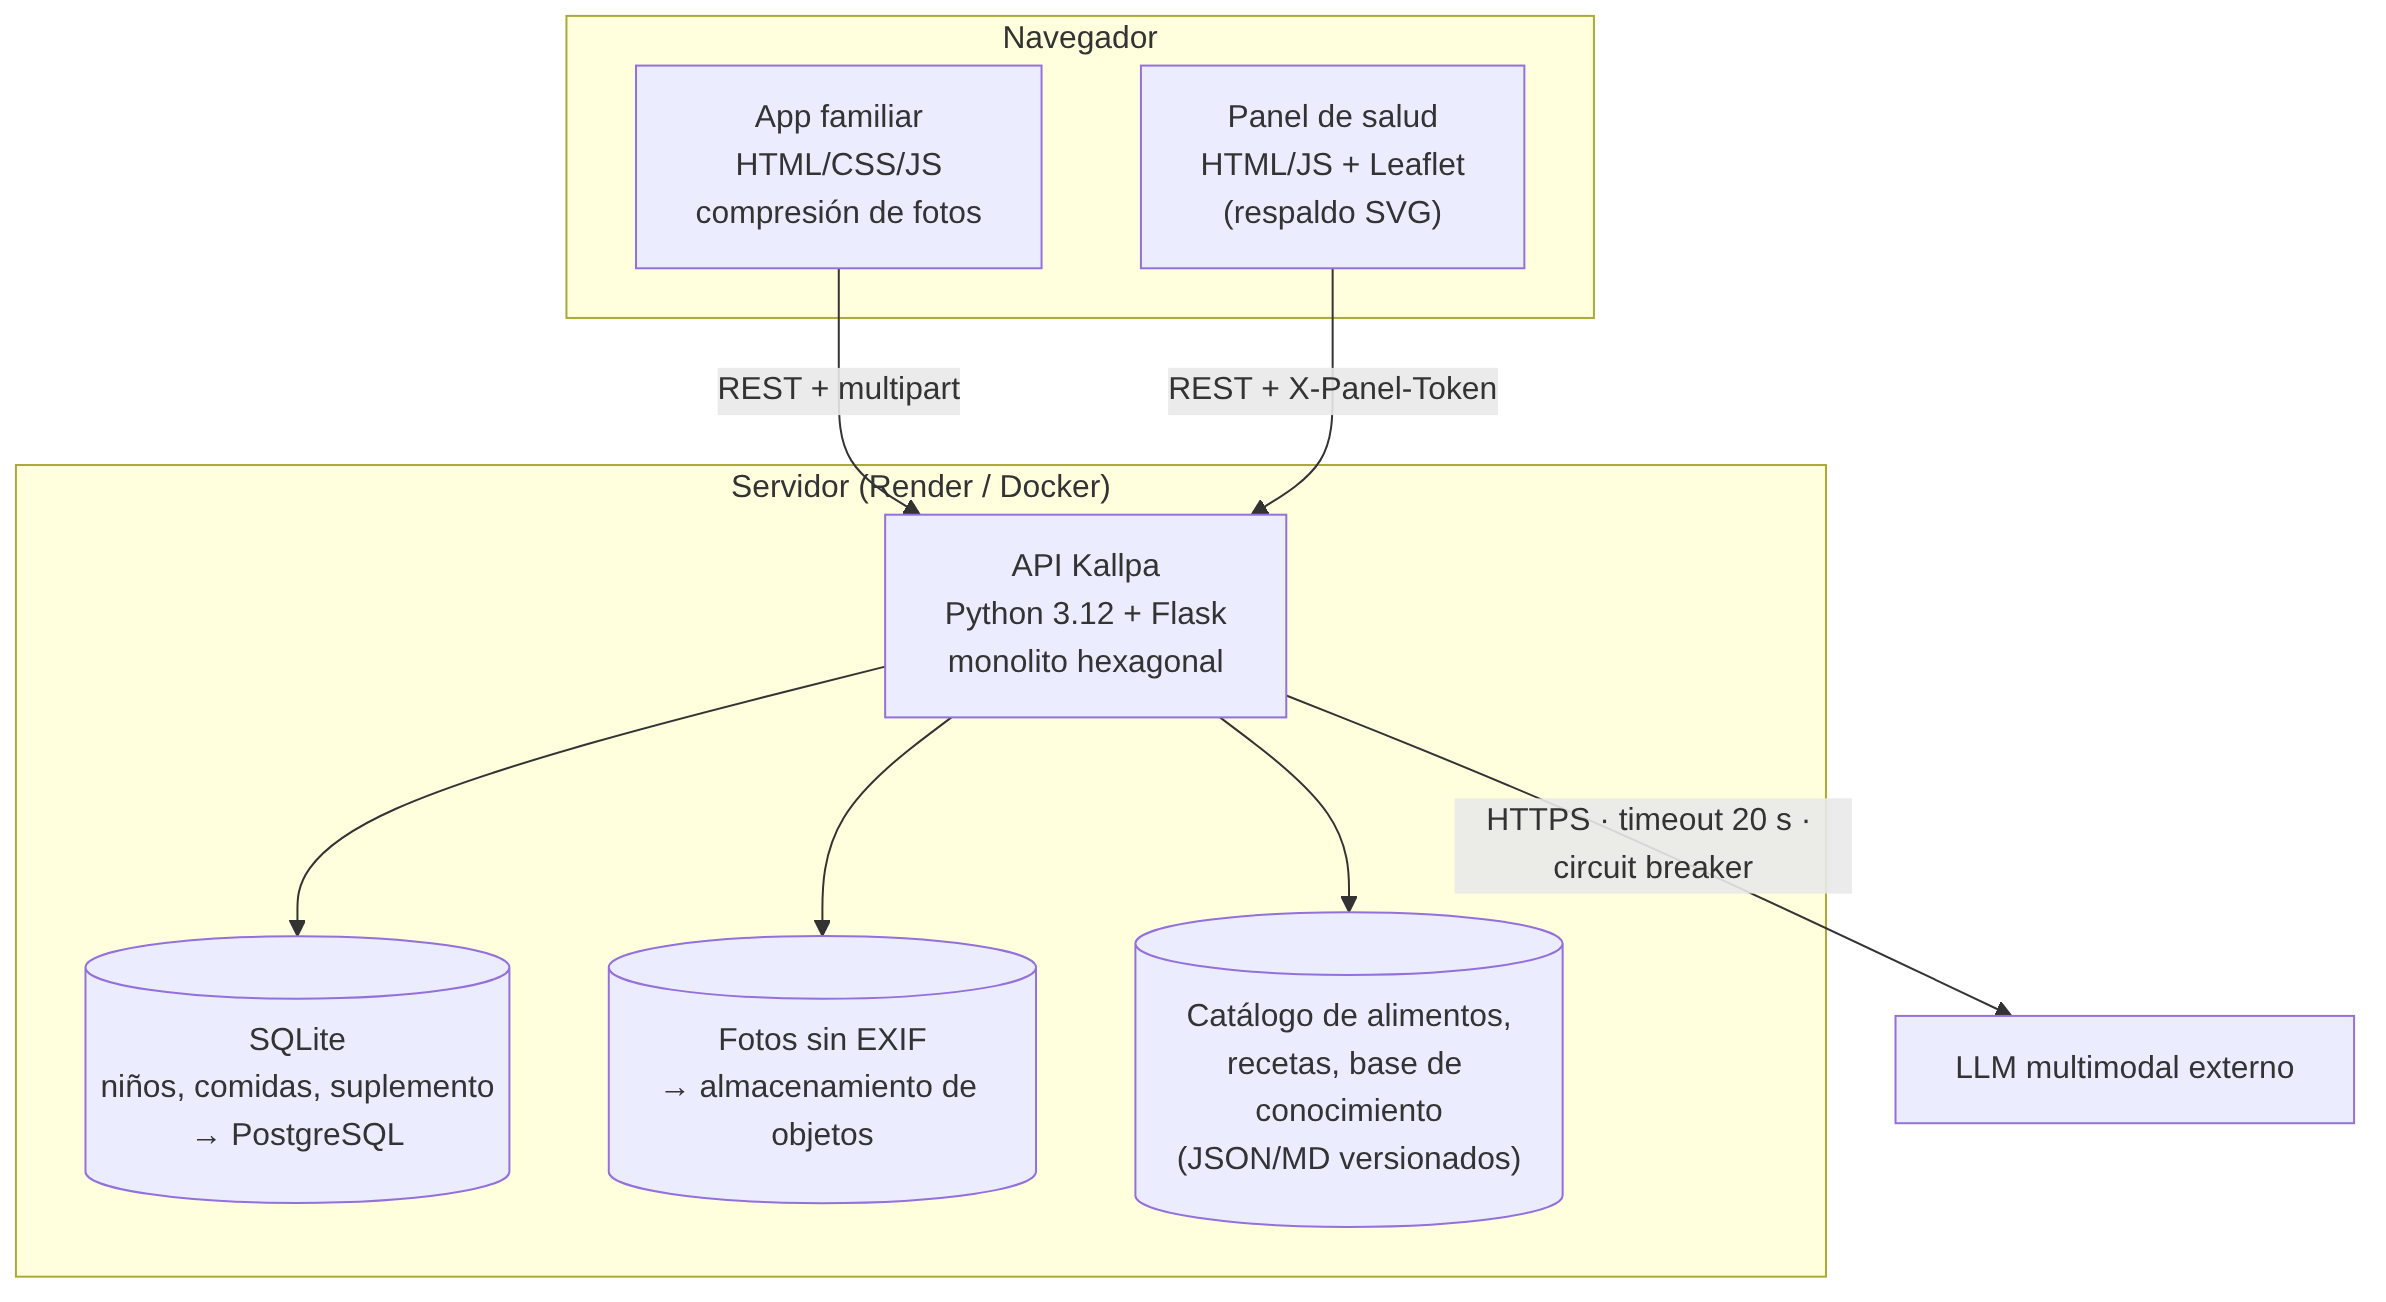 Navegador
App familiar
HTML/CSS/JS
compresión de fotos
Panel de salud
HTML/JS + Leaflet
(respaldo SVG)
REST + multipart
REST + X-Panel-Token
Servidor (Render / Docker)
API Kallpa
Python 3.12 + Flask
monolito hexagonal
HTTPS · timeout 20 s ·
circuit breaker
SQLite
niños, comidas, suplemento
→ PostgreSQL
Fotos sin EXIF
→ almacenamiento de
objetos
Catálogo de alimentos,
recetas, base de
conocimiento
(JSON/MD versionados)
LLM multimodal externo